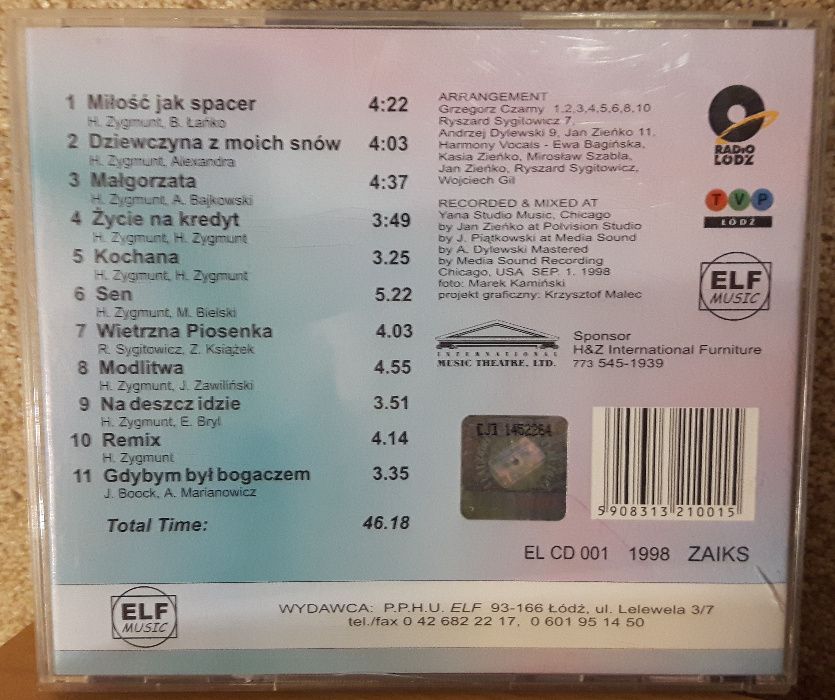 1 Miłość jak spacer 4:22
H. Zygmunt, B. Łańko
2 Dziewczyna z moich snów 4:03
H. Zygmunt, Alexandra
3 Małgorzata 4:37
H. Zygmunt, A. Bajkowski
4 Życie na kredyt 3:49
H. Zygmunt, H. Zygmunt
5 Kochana 3.25
H. Zygmunt, H. Zygmunt
6 Sen 5.22
H. Zygmunt, M. Bielski
7 Wietrzna Piosenka 4.03
R. Sygitowicz, Z. Książek
8 Modlitwa 4.55
H. Zygmunt, J. Zawiliński
9 Na deszcz idzie 3.51
H. Zygmunt, E. Bryl
10 Remix 4.14
H. Zygmunt
11 Gdybym był bogaczem 3.35
J. Boock, A. Marianowicz
Total Time: 46.18
ARRANGEMENT
Grzegorz Czarny 1,2,3,4,5,6,8,10
Ryszard Sygitowicz 7,
Andrzej Dylewski 9, Jan Zieńko 11,
Harmony Vocals - Ewa Bagińska,
Kasia Zieńko, Mirosław Szabla,
Jan Zieńko, Ryszard Sygitowicz,
Wojciech Gil
RECORDED & MIXED AT
Yana Studio Music, Chicago
by Jan Zieńko at Polvision Studio
by J. Piątkowski at Media Sound
by A. Dylewski Mastered
by Media Sound Recording
Chicago, USA SEP. 1. 1998
foto: Marek Kamiński
projekt graficzny: Krzysztof Malec
RADIO
ŁÓDŹ
TVP
ŁÓDŹ
ELF
MUSIC
INTERNATIONAL
MUSIC THEATRE, LTD.
Sponsor
H&Z International Furniture
773 545-1939
EJI 1452264
5 908313 210015
EL CD 001 1998 ZAIKS
ELF
MUSIC
WYDAWCA: P.P.H.U. ELF 93-166 Łódź, ul. Lelewela 3/7
tel./fax 0 42 682 22 17, 0 601 95 14 50